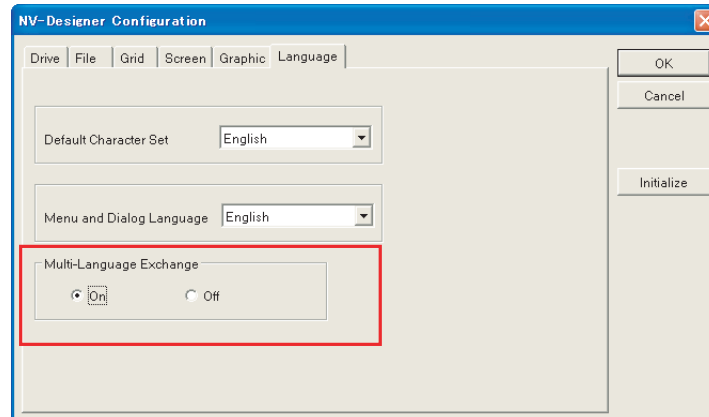 NV-Designer Configuration
Drive File Grid Screen Graphic Language
OK
Cancel
Default Character Set English
Initialize
Menu and Dialog Language English
Multi-Language Exchange
On Off